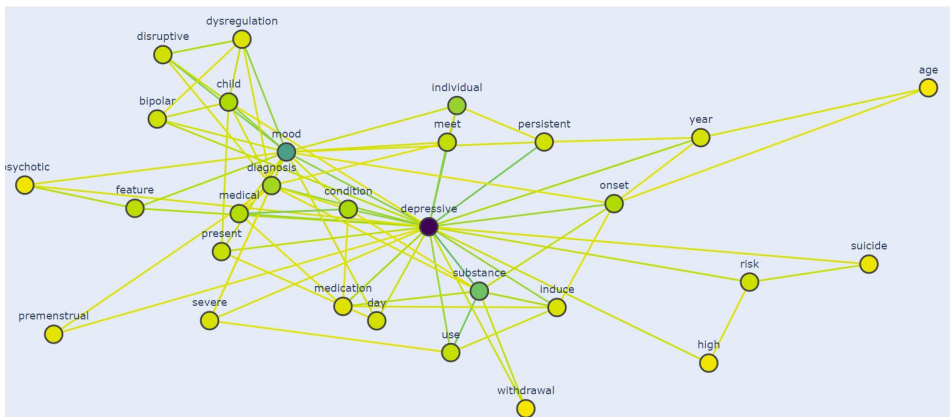 dysregulation
disruptive
age
child
individual
bipolar
mood
meet
persistent
year
psychotic
diagnosis
feature
medical
condition
depressive
onset
present
substance
risk
suicide
medication
induce
severe
day
premenstrual
use
high
withdrawal